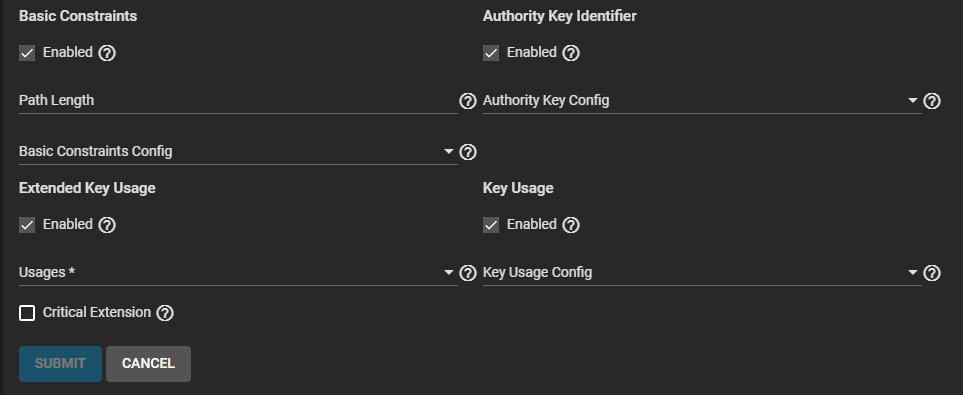 Basic Constraints
Authority Key Identifier
Enabled
Enabled
Path Length
Authority Key Config
Basic Constraints Config
Extended Key Usage
Key Usage
Enabled
Enabled
Usages *
Key Usage Config
Critical Extension
SUBMIT
CANCEL